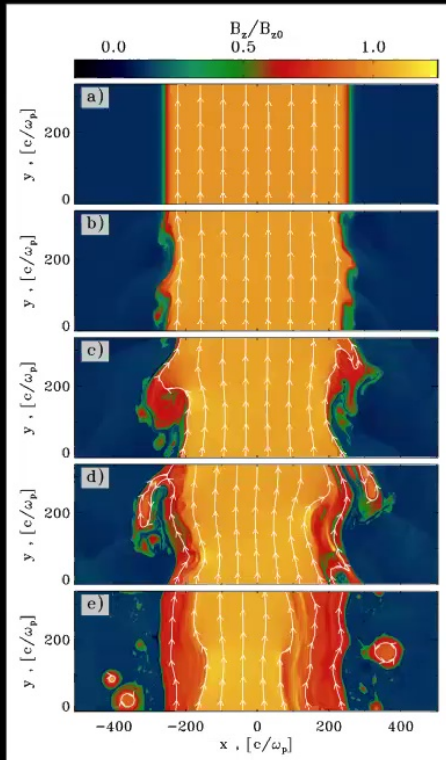 B_z/B_z0
0.0 0.5 1.0
a)
y , [c/ω_p]
200
0
b)
y , [c/ω_p]
200
0
c)
y , [c/ω_p]
200
0
d)
y , [c/ω_p]
200
0
e)
y , [c/ω_p]
200
0
-400 -200 0 200 400
x , [c/ω_p]